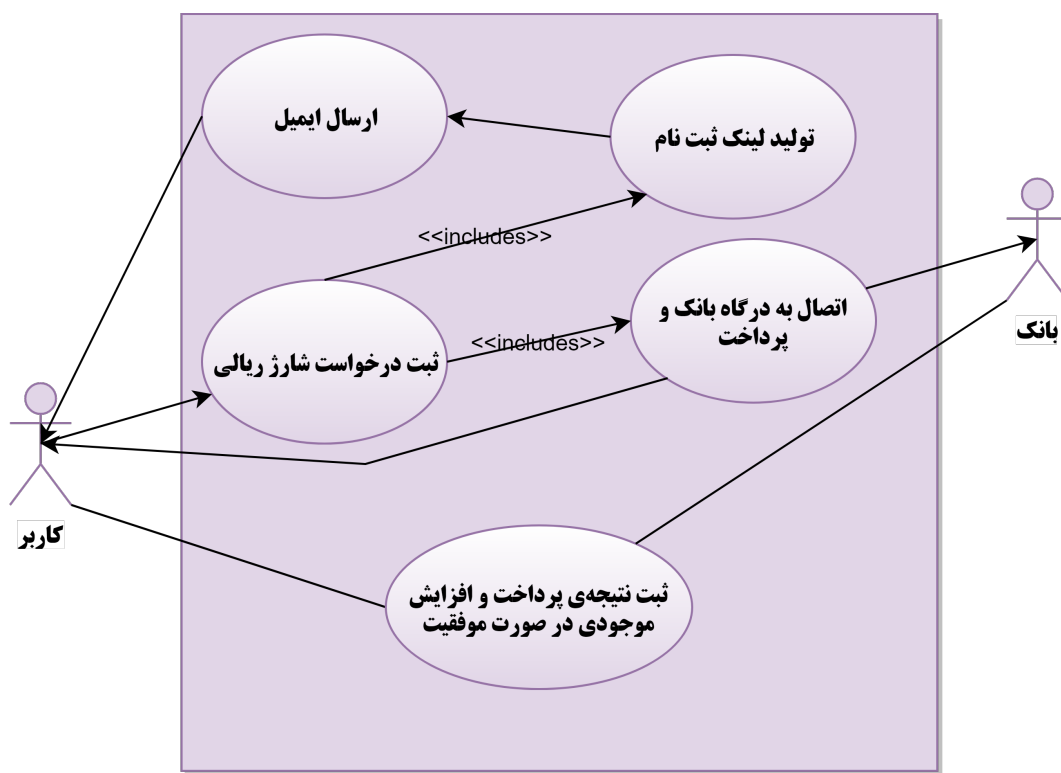 ارسال ایمیل
تولید لینک ثبت نام
<<includes>>
اتصال به درگاه بانک و
پرداخت
بانک
<<includes>>
ثبت درخواست شارژ ریالی
کاربر
ثبت نتیجه‌ی پرداخت و افزایش
موجودی در صورت موفقیت